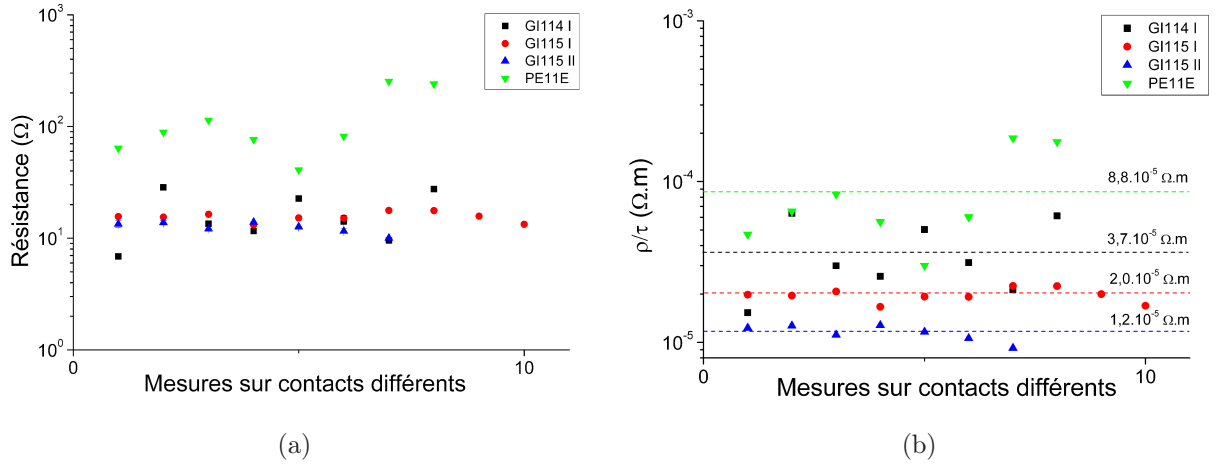 10³
10²
10¹
10⁰
Résistance (Ω)
0
10
Mesures sur contacts différents
GI114 I
GI115 I
GI115 II
PE11E
(a)
10⁻³
10⁻⁴
10⁻⁵
ρ/τ (Ω.m)
0
10
Mesures sur contacts différents
GI114 I
GI115 I
GI115 II
PE11E
8,8.10⁻⁵ Ω.m
3,7.10⁻⁵ Ω.m
2,0.10⁻⁵ Ω.m
1,2.10⁻⁵ Ω.m
(b)